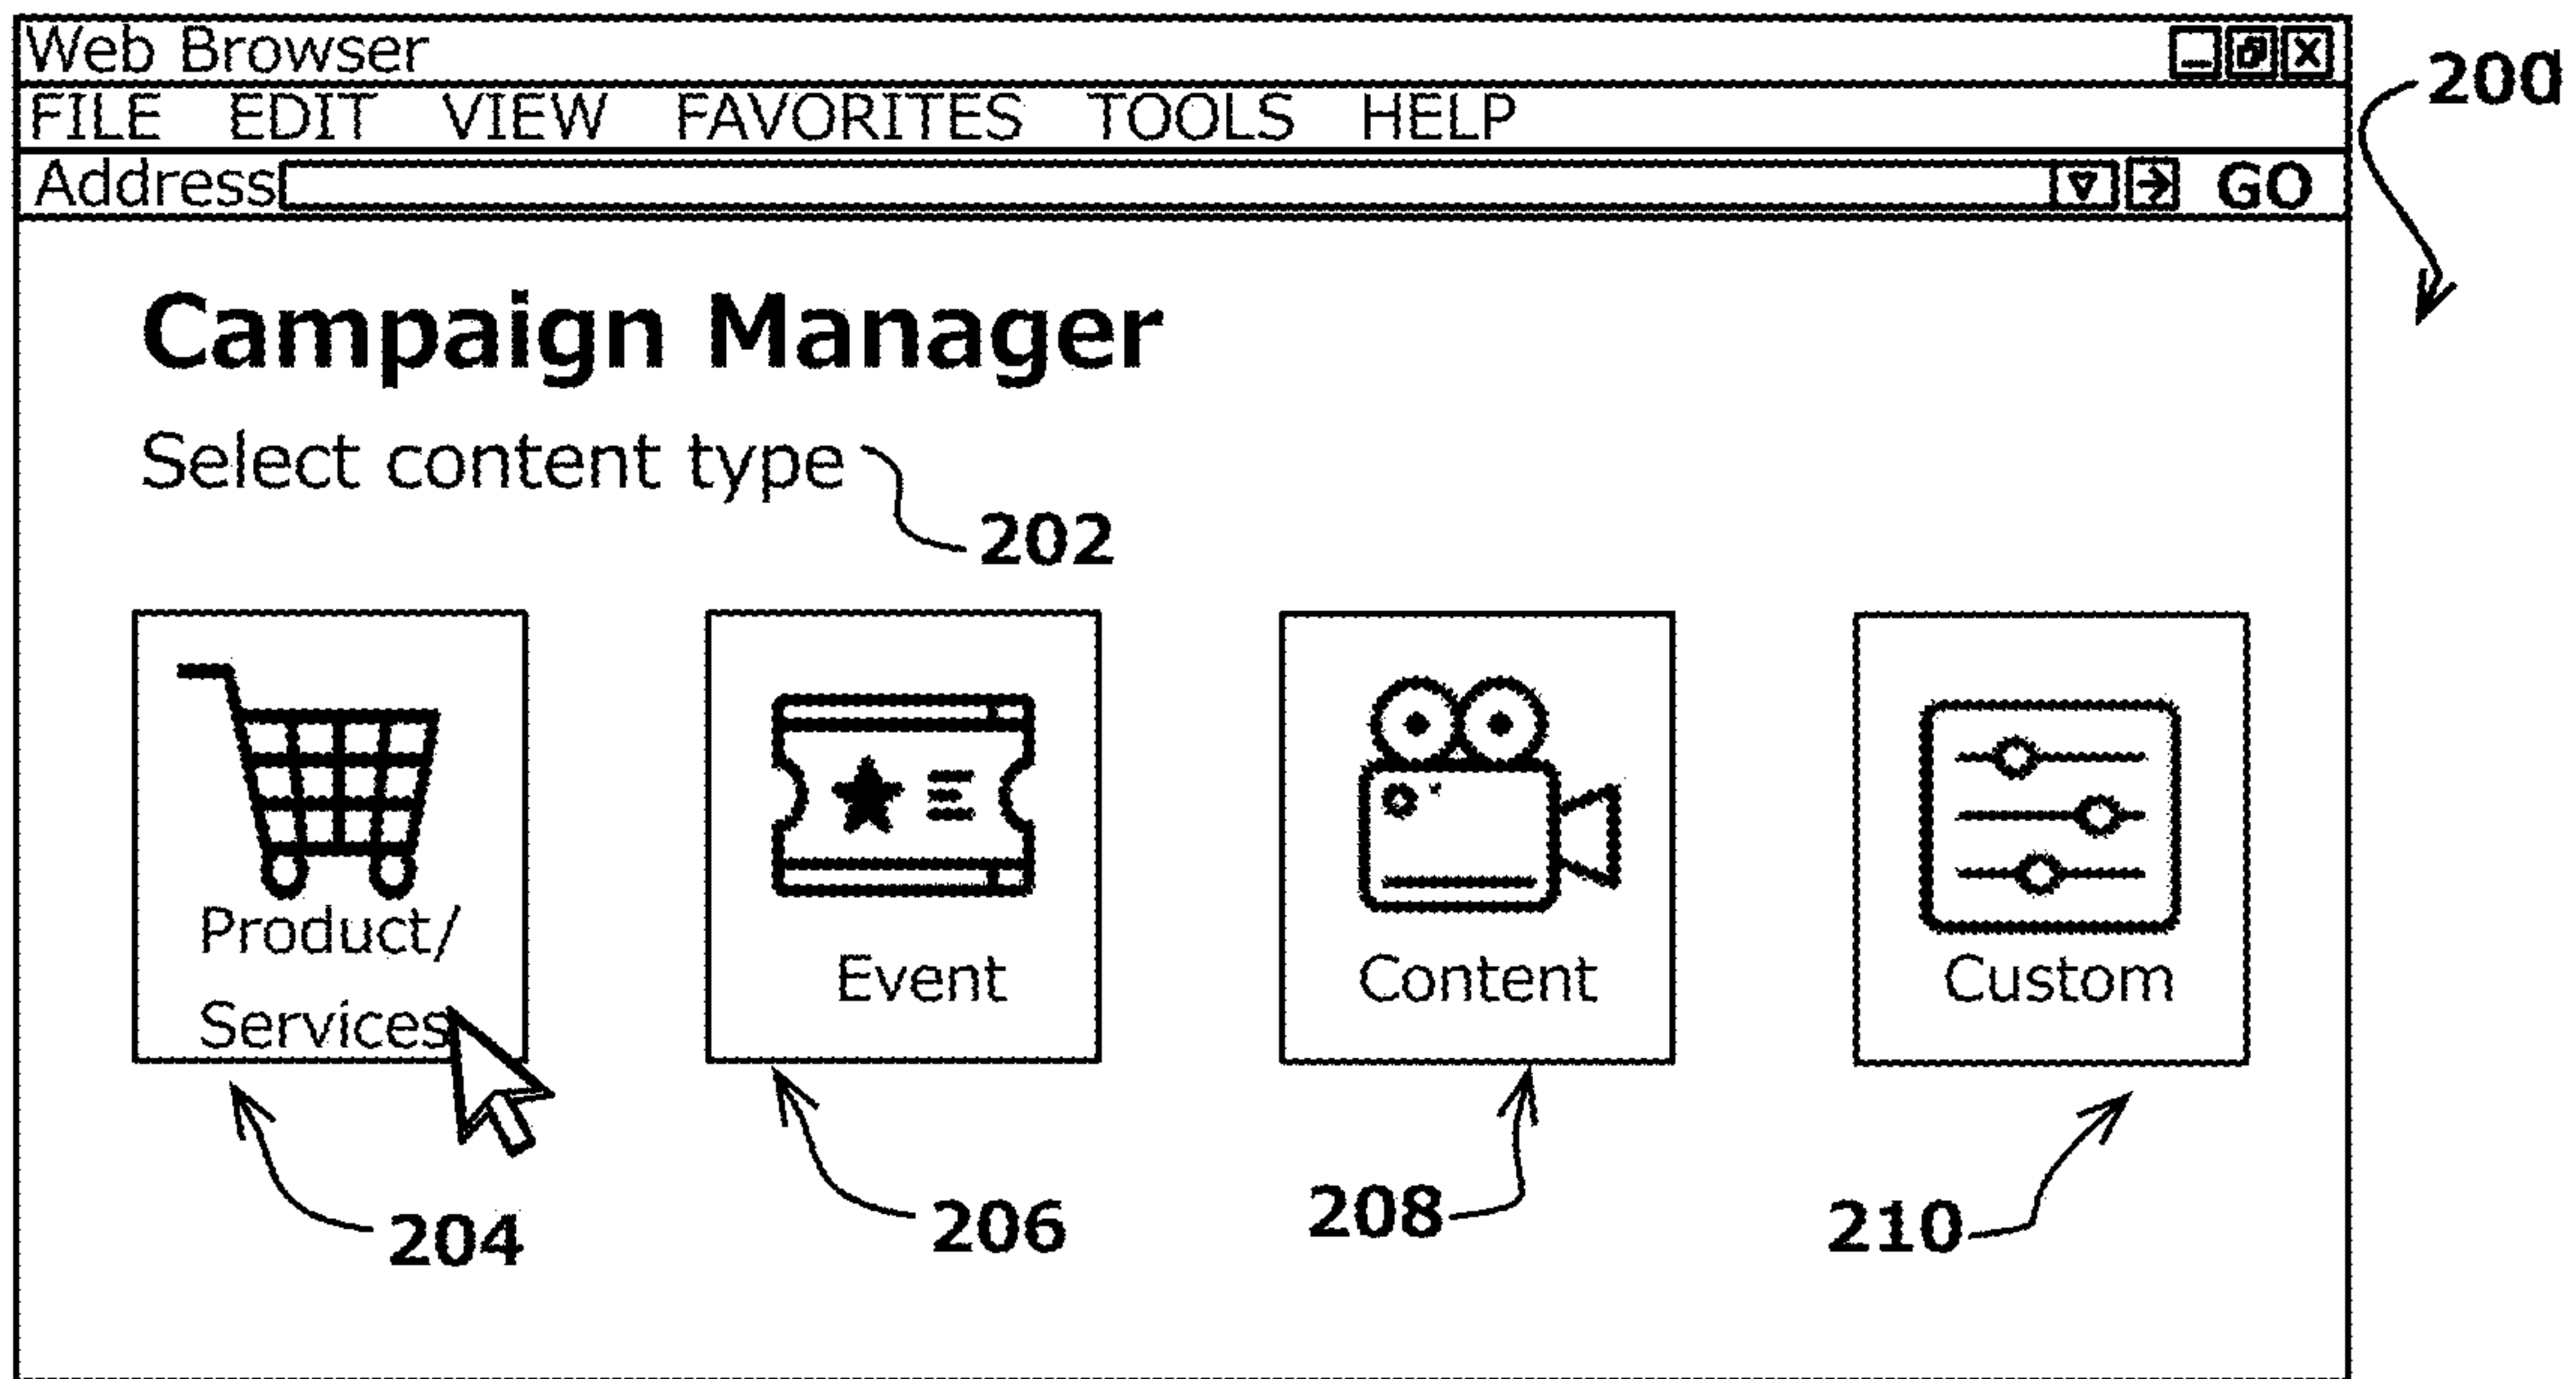 Web Browser
FILE EDIT VIEW FAVORITES TOOLS HELP
Address GO
200
Campaign Manager
Select content type
202
Product/
Services
Event
Content
Custom
204
206
208
210